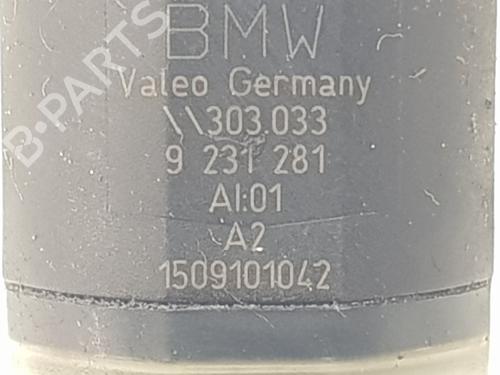 B-PARTS
BMW
Valeo Germany
\\303.033
9 231 281
AI:01
A2
1509101042